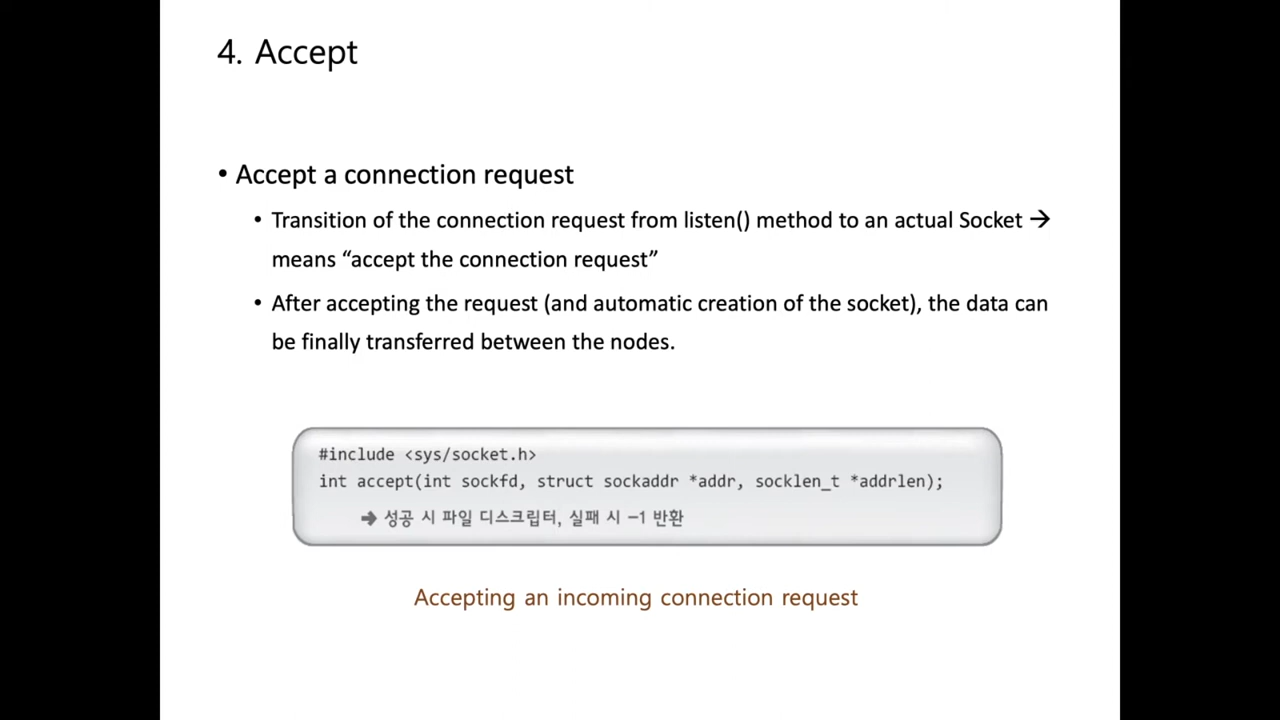 4. Accept
• Accept a connection request
• Transition of the connection request from listen() method to an actual Socket →
means “accept the connection request”
• After accepting the request (and automatic creation of the socket), the data can
be finally transferred between the nodes.
#include <sys/socket.h>
int accept(int sockfd, struct sockaddr *addr, socklen_t *addrlen);
➔ 성공 시 파일 디스크립터, 실패 시 –1 반환
Accepting an incoming connection request